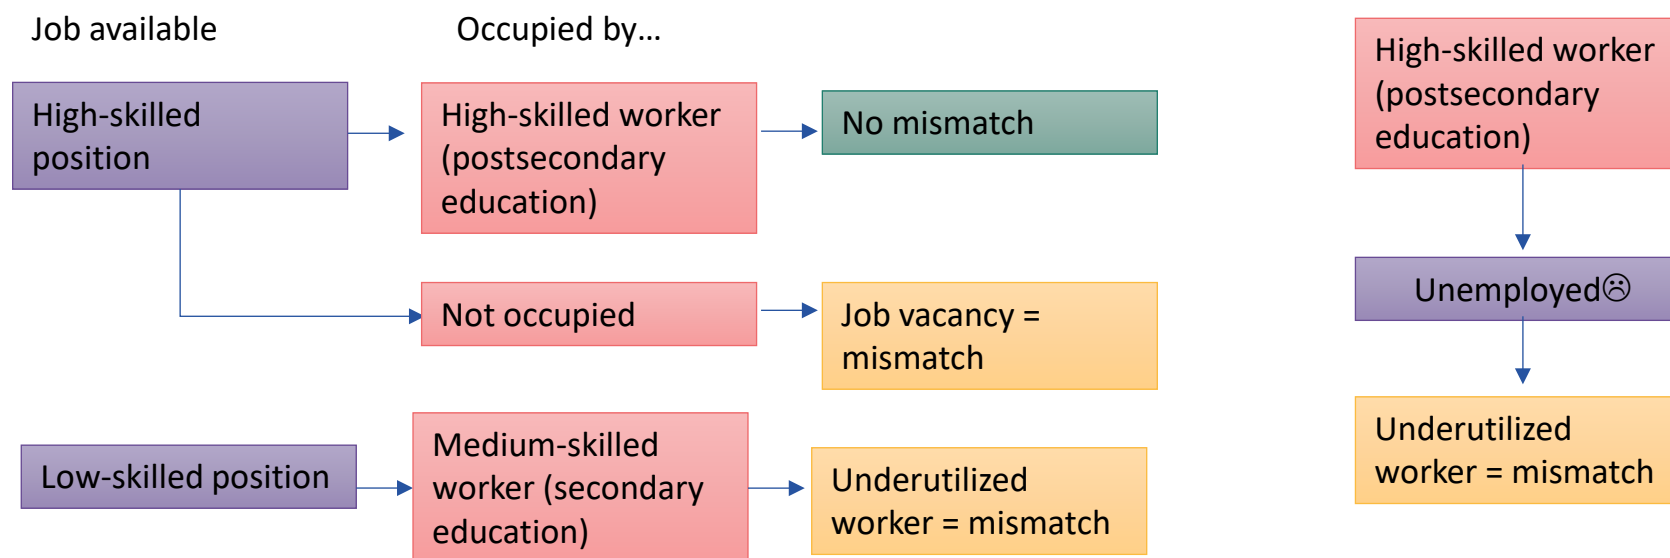 Job available
Occupied by…
High-skilled
position
High-skilled worker
(postsecondary
education)
No mismatch
Not occupied
Job vacancy =
mismatch
Low-skilled position
Medium-skilled
worker (secondary
education)
Underutilized
worker = mismatch
High-skilled worker
(postsecondary
education)
Unemployed☹
Underutilized
worker = mismatch